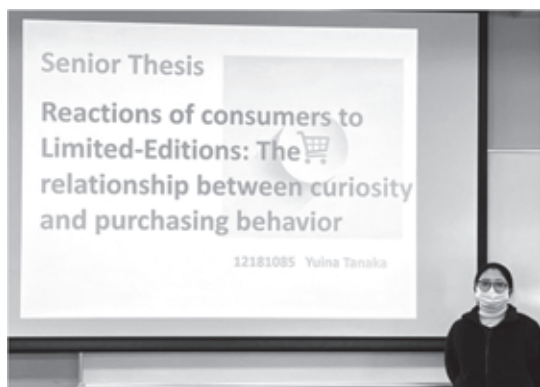 Senior Thesis
Reactions of consumers to
Limited-Editions: The
relationship between curiosity
and purchasing behavior
12181085 Yuina Tanaka